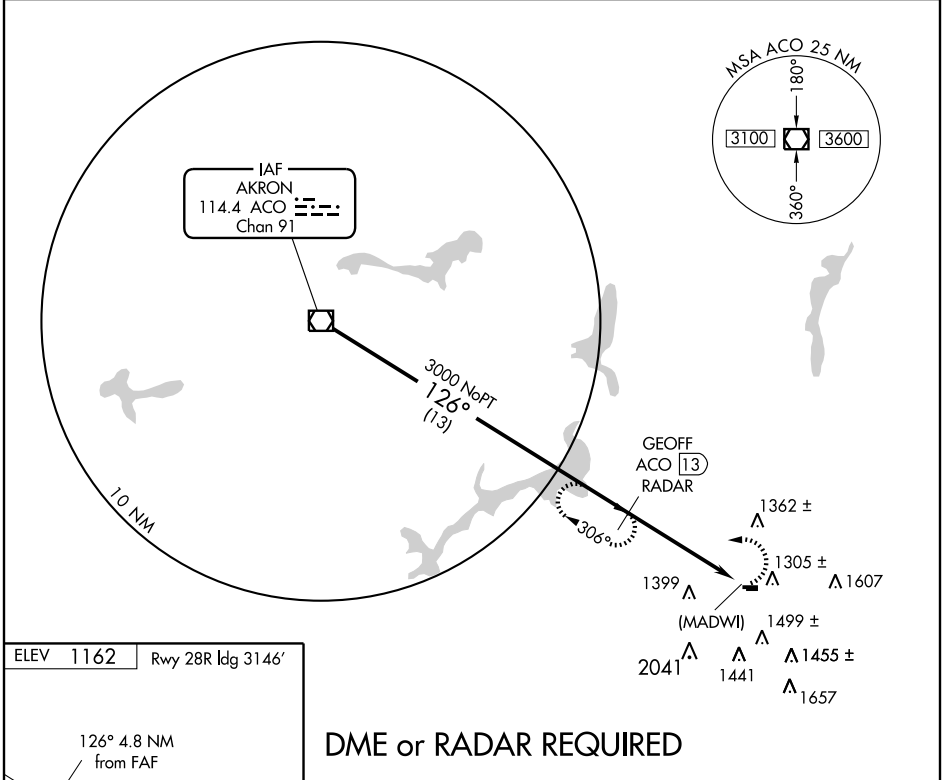 MSA ACO 25 NM
180°
3100
3600
360°
IAF
AKRON
114.4 ACO
Chan 91
3000 NoPT
126°
(13)
GEOFF
ACO 13
RADAR
306°
10 NM
1362 ±
1305 ±
1399
1607
(MADWI)
1499 ±
2041
1441
1455 ±
1657
ELEV 1162
Rwy 28R ldg 3146'
126° 4.8 NM
from FAF
DME or RADAR REQUIRED